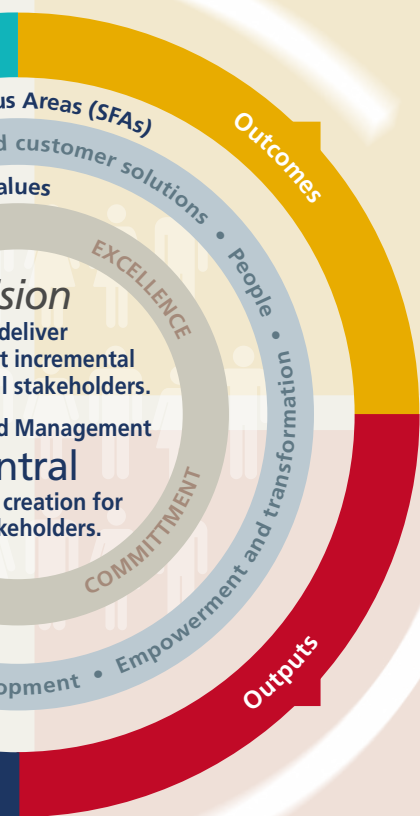 us Areas (SFAs)
d customer solutions • People • Empowerment and transformation •
opment
alues
EXCELLENCE
COMMITTMENT
sion
deliver
t incremental
l stakeholders.
d Management
ntral
creation for
keholders.
Outcomes
Outputs